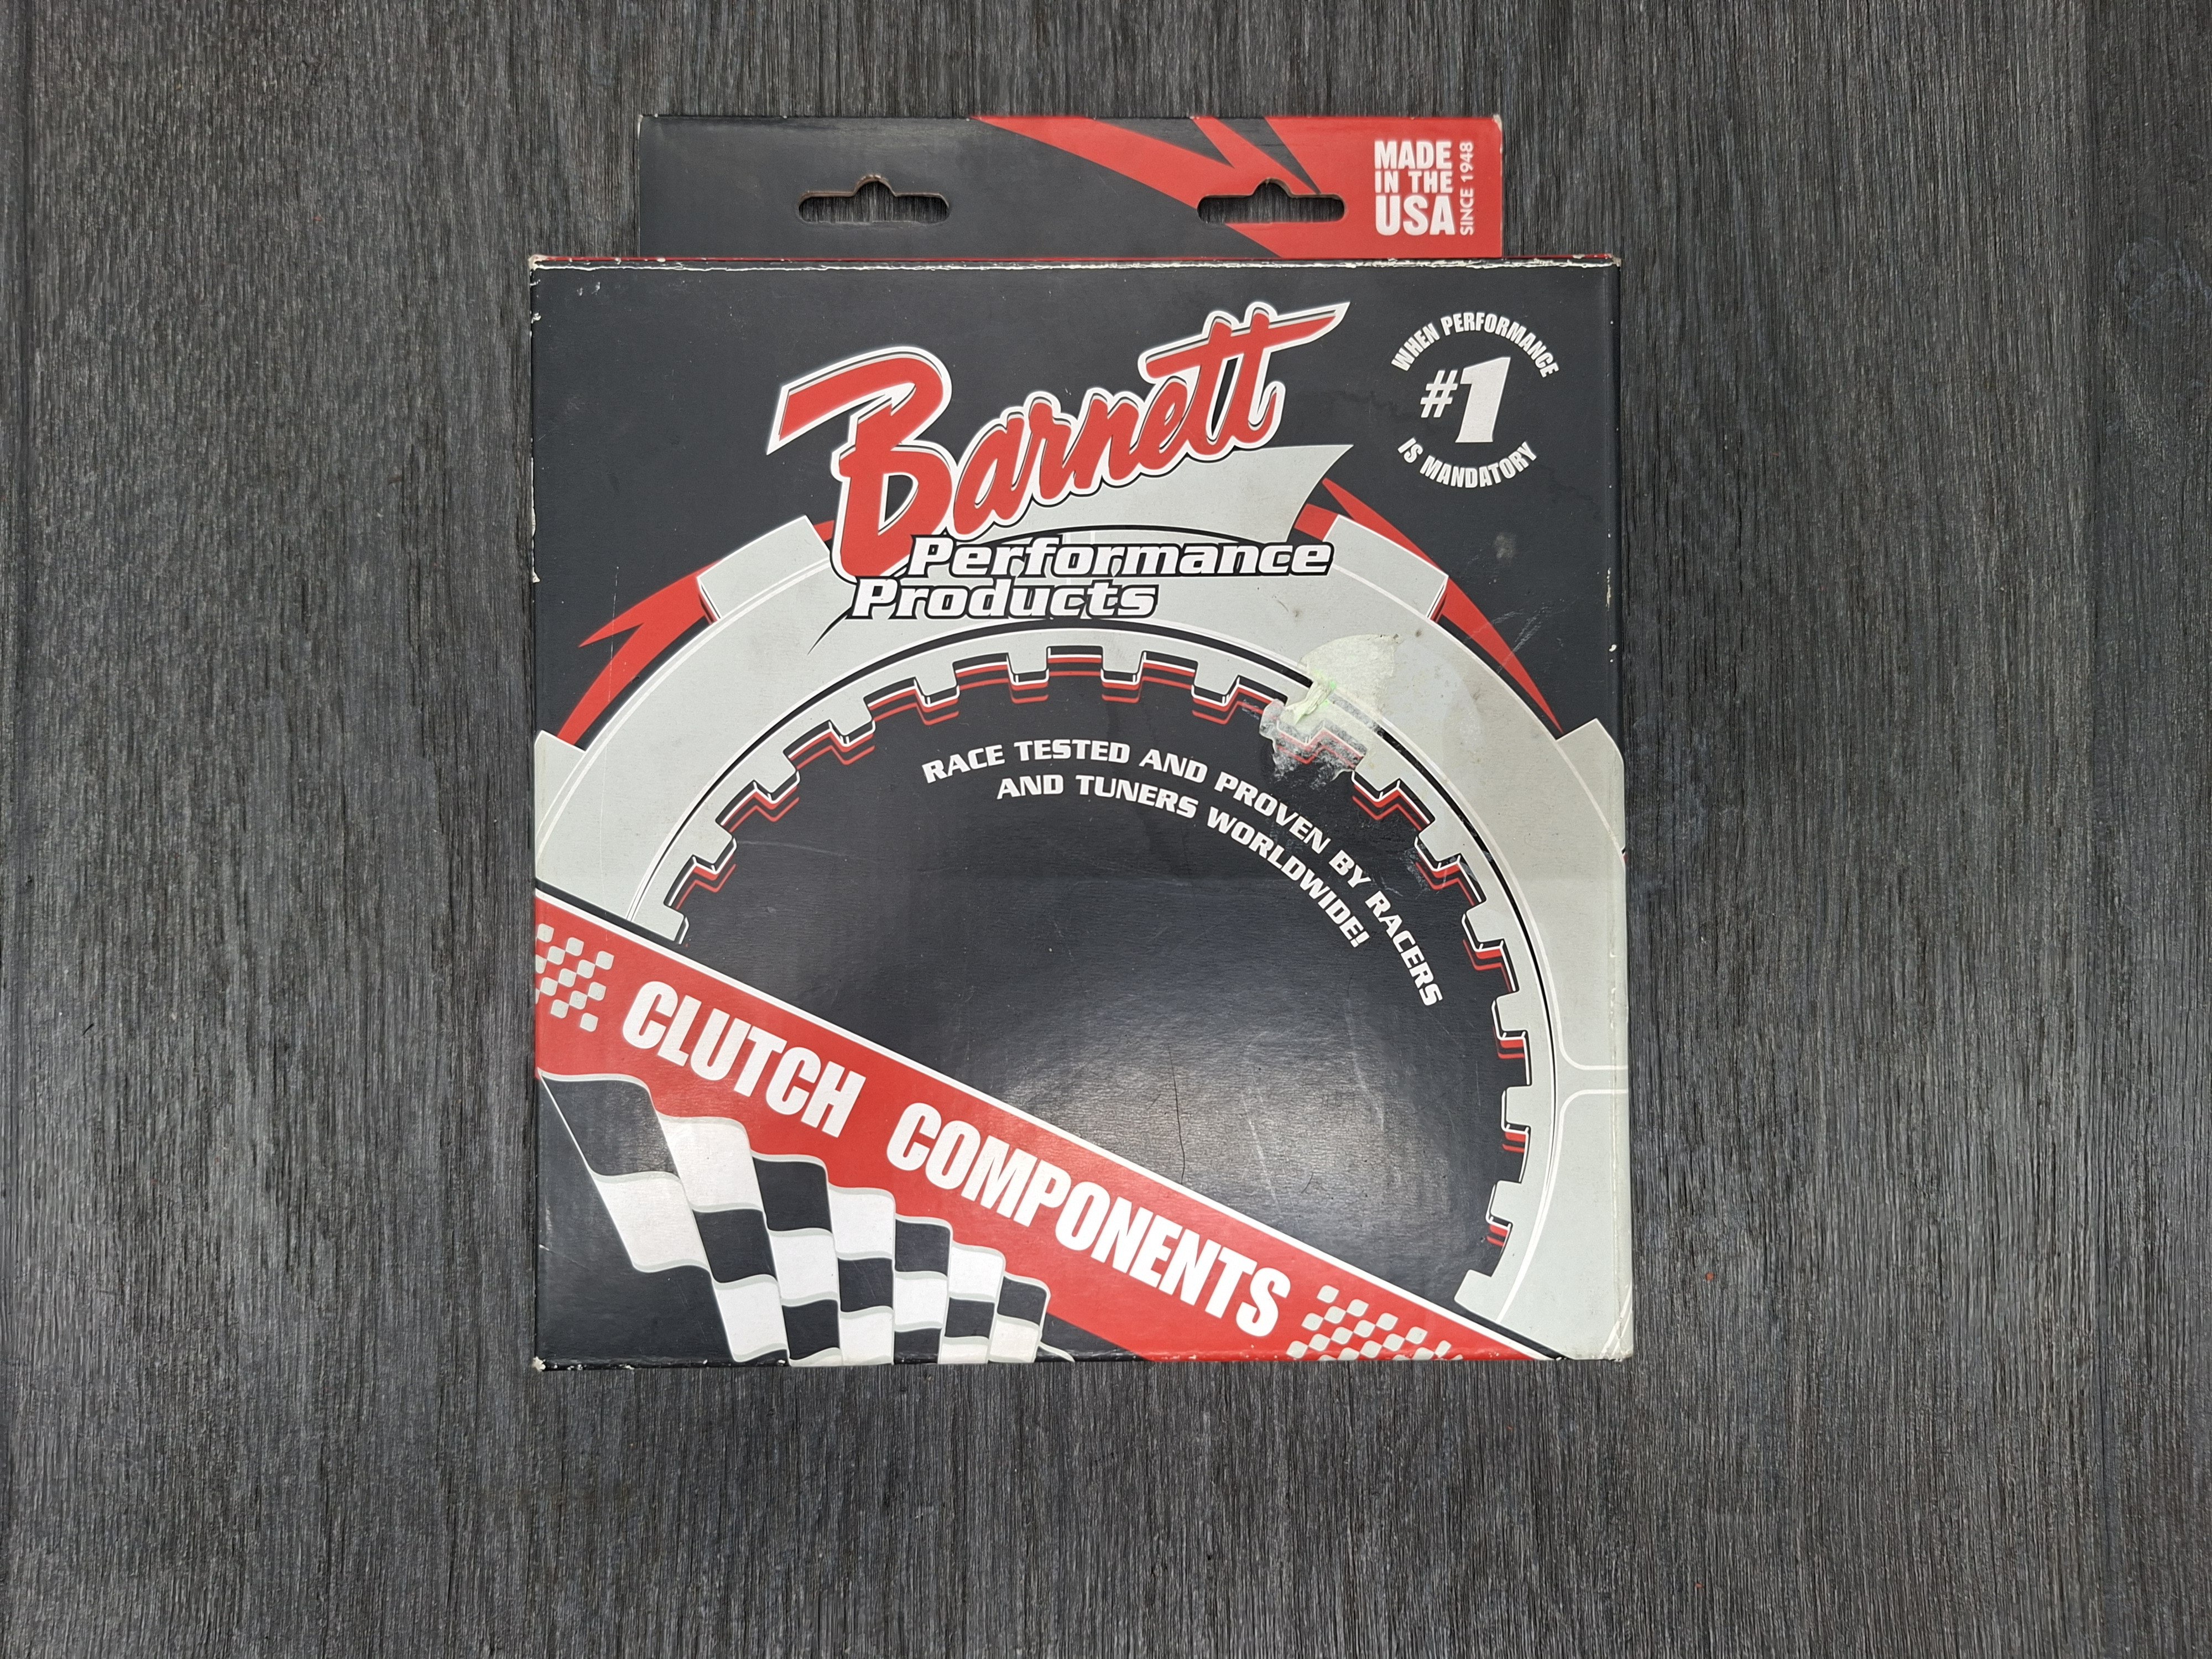 MADE
IN THE
USA
SINCE 1948
Barnett
Performance
Products
WHEN PERFORMANCE
#1
IS MANDATORY
RACE TESTED AND PROVEN BY RACERS
AND TUNERS WORLDWIDE!
CLUTCH COMPONENTS